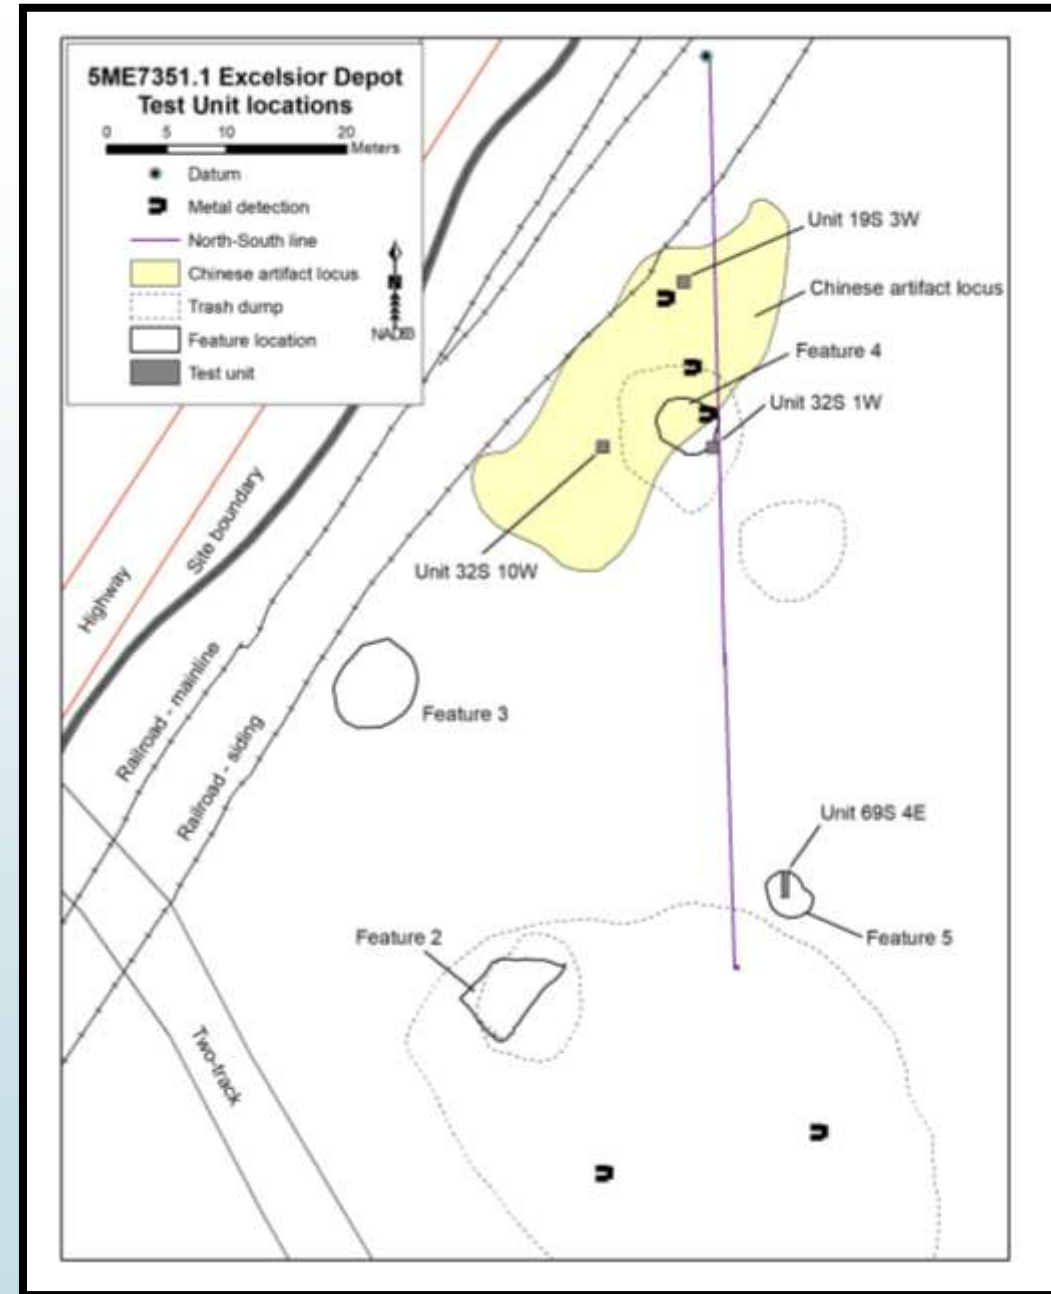 5ME7351.1 Excelsior Depot
Test Unit locations
0 5 10 20
Meters
Datum
Metal detection
North-South line
Chinese artifact locus
Trash dump
Feature location
Test unit
N
Unit 19S 3W
Chinese artifact locus
Feature 4
Unit 32S 1W
Unit 32S 10W
Site boundary
Highway
Railroad - mainline
Railroad - siding
Feature 3
Unit 69S 4E
Feature 5
Feature 2
Two-track